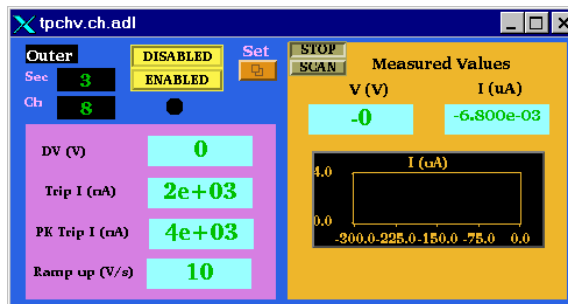 tpchv.ch.adl
Outer
DISABLED
ENABLED
Set
Sec 3
Ch 8
DV (V) 0
Trip I (nA) 2e+03
PK Trip I (nA) 4e+03
Ramp up (V/s) 10
STOP
SCAN
Measured Values
V (V) I (uA)
-0 -6.800e-03
I (uA)
4.0
0.0
-300.0-225.0-150.0 -75.0 0.0